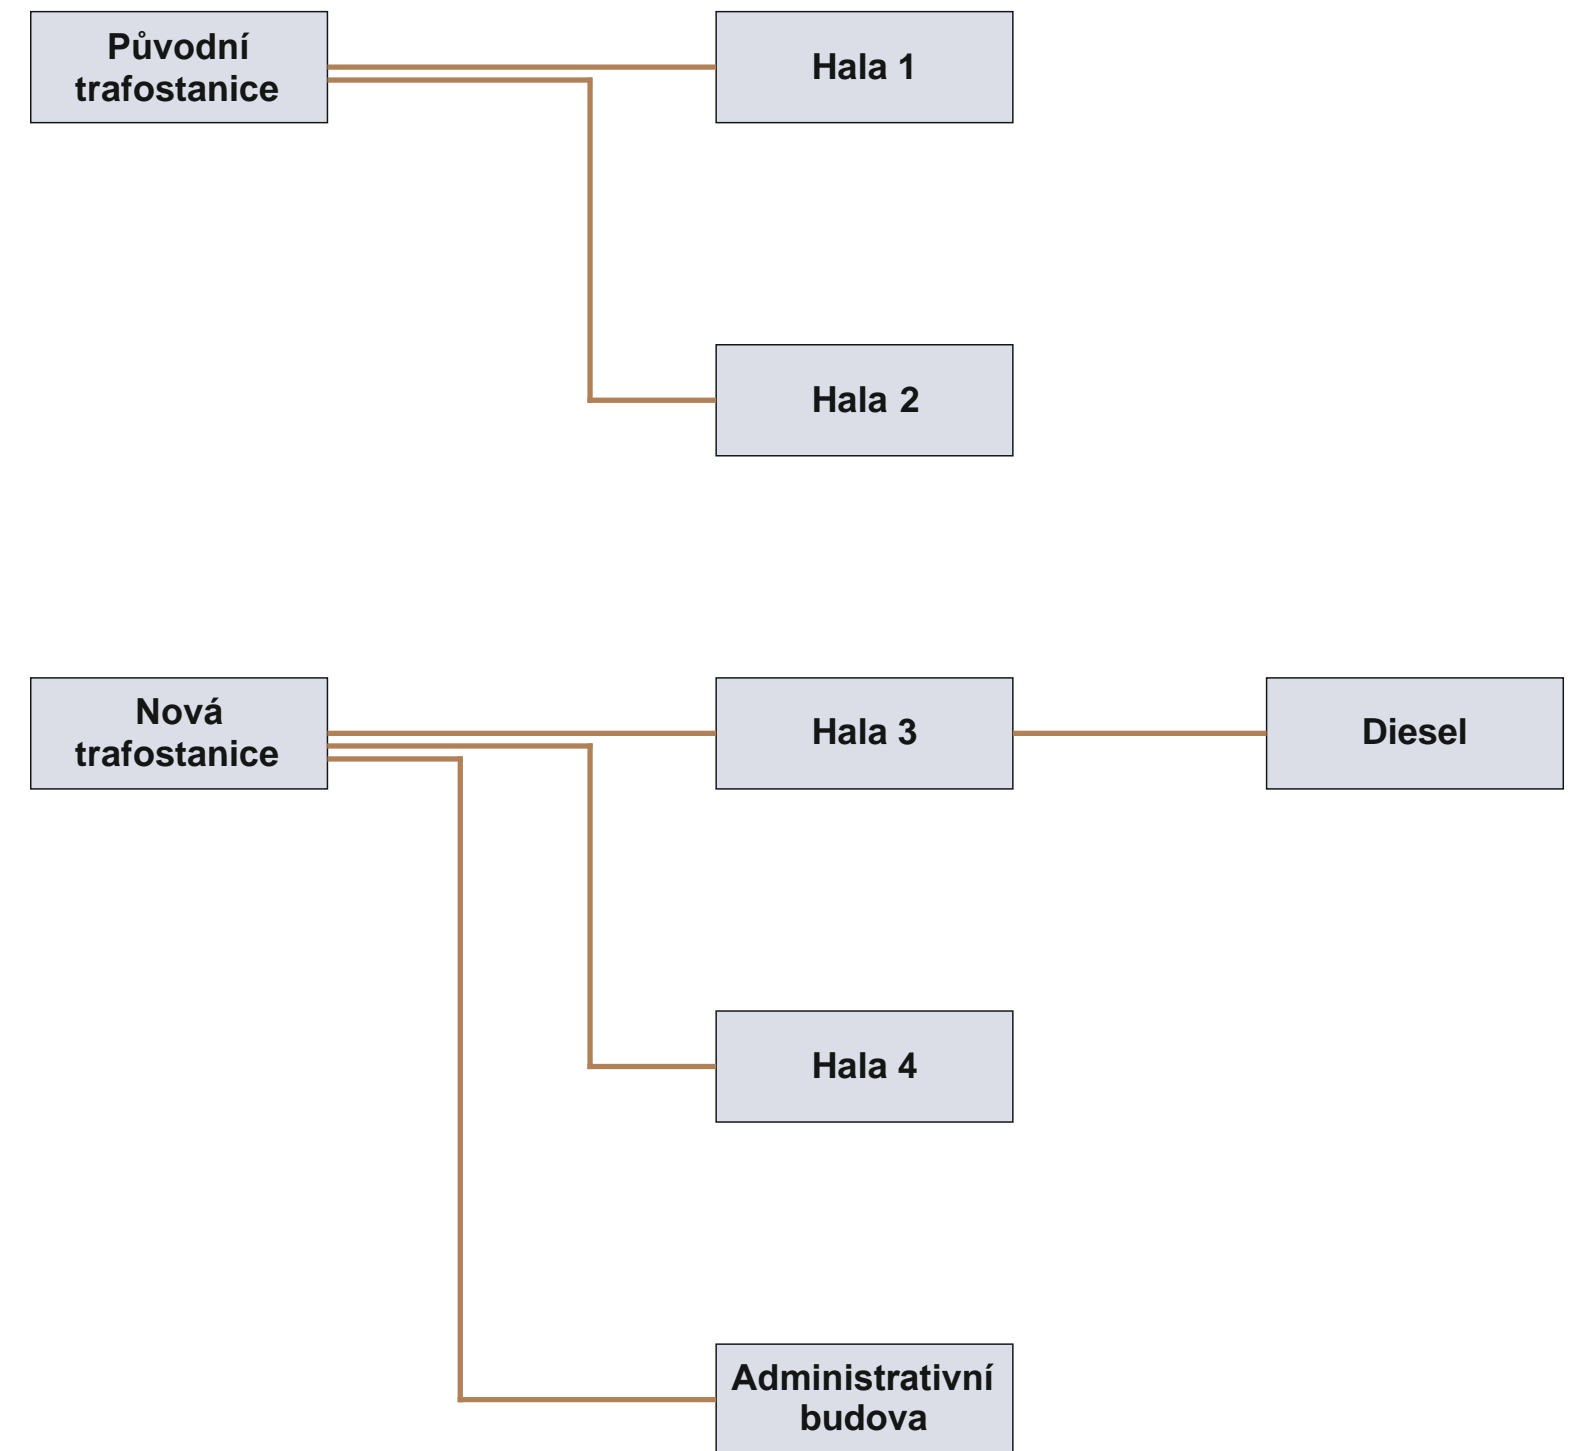 Původní
trafostanice
Hala 1
Hala 2
Nová
trafostanice
Hala 3
Diesel
Hala 4
Administrativní
budova